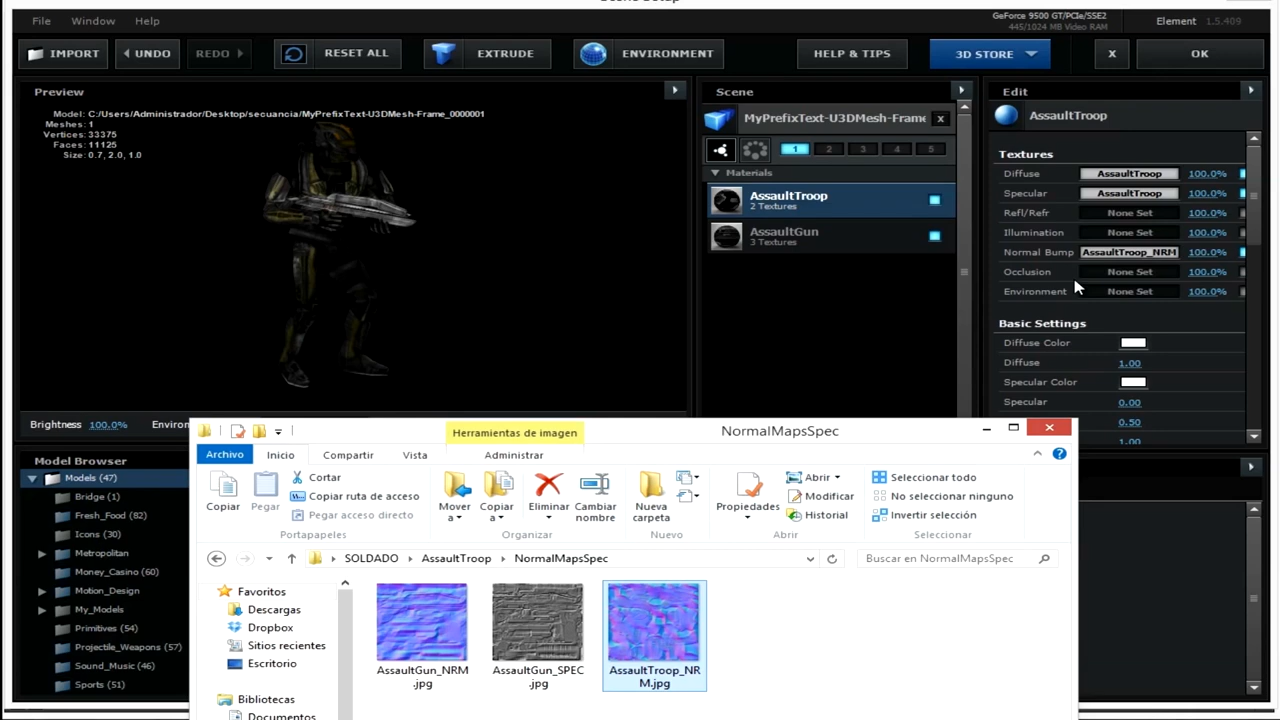 File
Window
Help
GeForce 9500 GT/PCIe/SSE2
445/1024 MB Video RAM
Element
1.5.409
IMPORT
UNDO
REDO
RESET ALL
EXTRUDE
ENVIRONMENT
HELP & TIPS
3D STORE
X
OK
Preview
Model: C:/Users/Administrador/Desktop/secuancia/MyPrefixText-U3DMesh-Frame_0000001
Meshes: 1
Vertices: 33375
Faces: 11125
Size: 0.7, 2.0, 1.0
Brightness 100.0%
Environ
Scene
MyPrefixText-U3DMesh-Frame
x
1 2 3 4 5
Materials
AssaultTroop
2 Textures
AssaultGun
3 Textures
Edit
AssaultTroop
Textures
Diffuse AssaultTroop 100.0%
Specular AssaultTroop 100.0%
Refl/Refr None Set 100.0%
Illumination None Set 100.0%
Normal Bump AssaultTroop_NRM 100.0%
Occlusion None Set 100.0%
Environment None Set 100.0%
Basic Settings
Diffuse Color
Diffuse 1.00
Specular Color
Specular 0.00
0.50
1.00
Model Browser
Models (47)
Bridge (1)
Fresh_Food (82)
Icons (30)
Metropolitan
Money_Casino (60)
Motion_Design
My_Models
Primitives (54)
Projectile_Weapons (57)
Sound_Music (46)
Sports (51)
Herramientas de imagen
NormalMapsSpec
Archivo
Inicio
Compartir
Vista
Administrar
Copiar
Pegar
Cortar
Copiar ruta de acceso
Pegar acceso directo
Portapapeles
Mover
a
Copiar
a
Eliminar
Cambiar
nombre
Organizar
Nueva
carpeta
Nuevo
Propiedades
Abrir
Modificar
Historial
Abrir
Seleccionar todo
No seleccionar ninguno
Invertir selección
Seleccionar
SOLDADO
AssaultTroop
NormalMapsSpec
Buscar en NormalMapsSpec
Favoritos
Descargas
Dropbox
Sitios recientes
Escritorio
Bibliotecas
Documentos
AssaultGun_NRM
.jpg
AssaultGun_SPEC
.jpg
AssaultTroop_NR
M.jpg